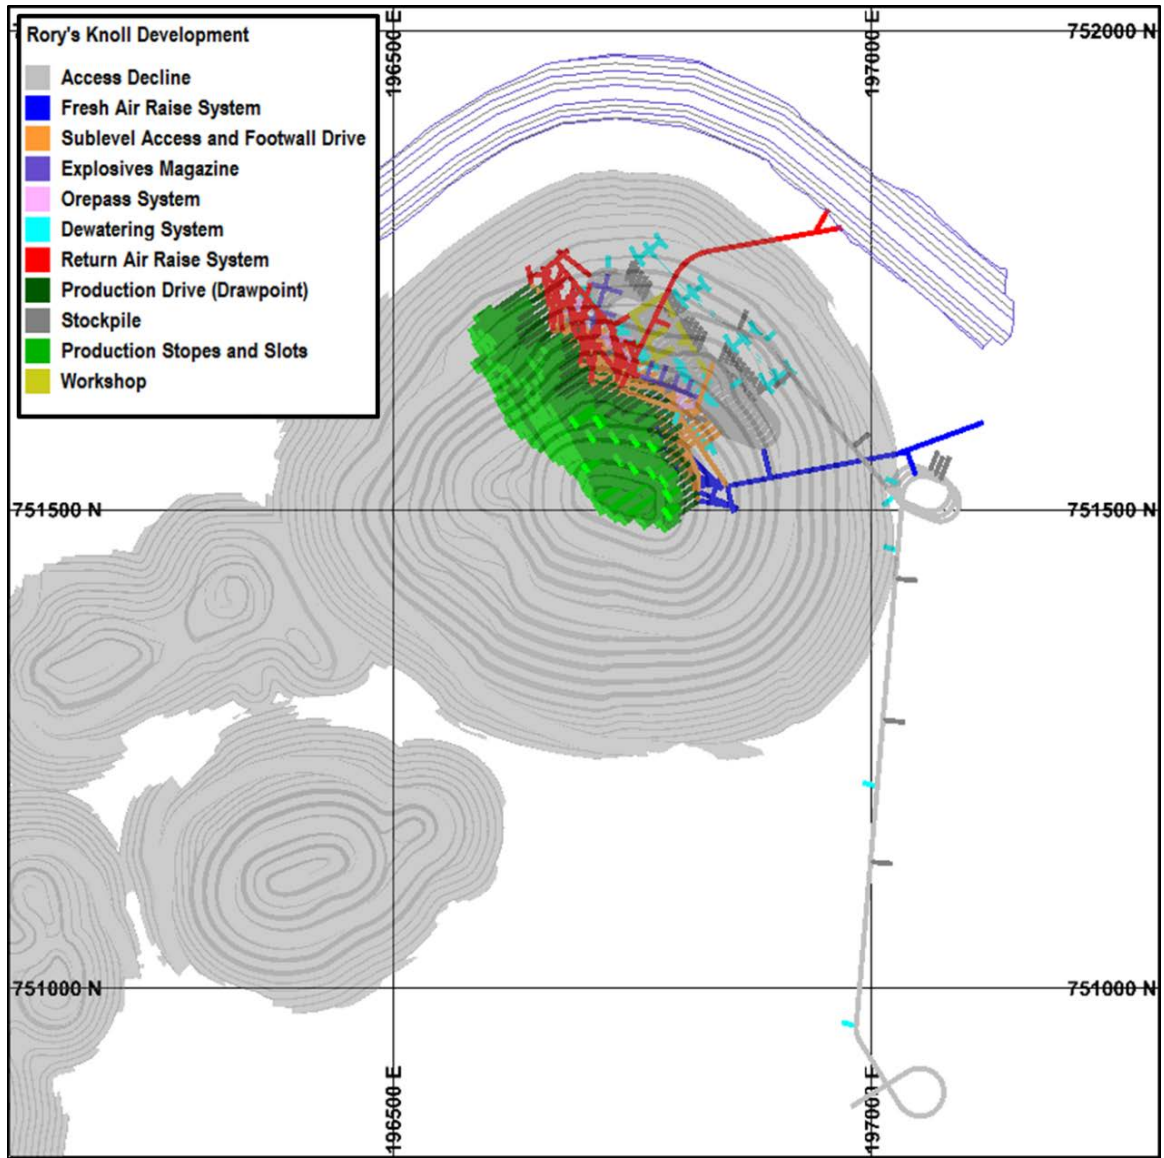 Rory's Knoll Development
Access Decline
Fresh Air Raise System
Sublevel Access and Footwall Drive
Explosives Magazine
Orepass System
Dewatering System
Return Air Raise System
Production Drive (Drawpoint)
Stockpile
Production Stopes and Slots
Workshop
196500 E
197000 E
752000 N
751500 N
751500 N
751000 N
751000 N
196500 E
197000 E